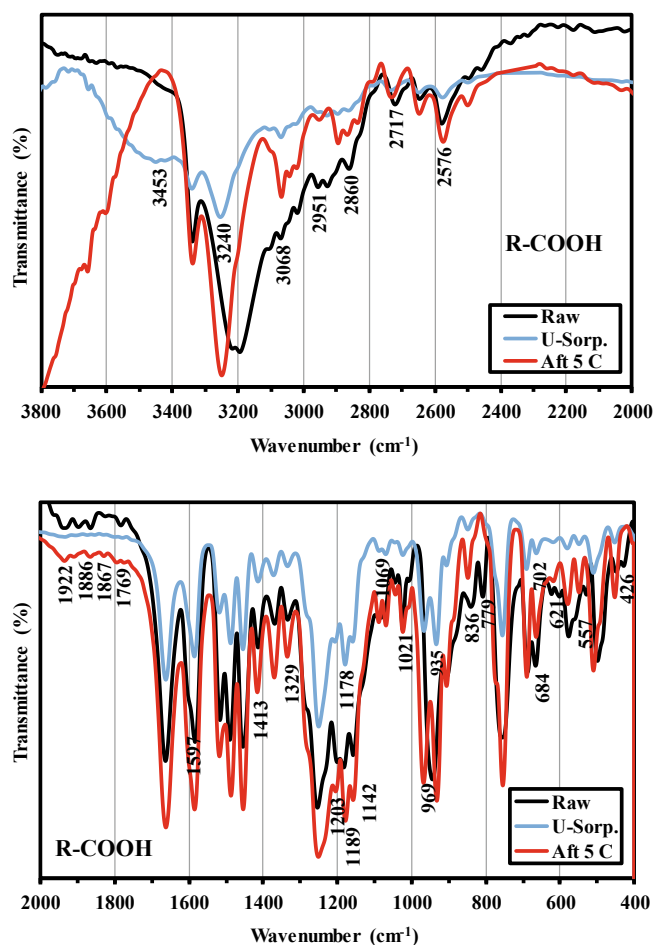 Transmittance (%)
3453
3240
3068
2951
2860
2717
2576
R-COOH
Raw
U-Sorp.
Aft 5 C
3800 3600 3400 3200 3000 2800 2600 2400 2200 2000
Wavenumber (cm⁻¹)
Transmittance (%)
1922
1886
1867
1769
1597
1413
1329
1203
1189
1178
1142
1069
1021
969
935
836
779
702
684
621
557
426
R-COOH
Raw
U-Sorp.
Aft 5 C
2000 1800 1600 1400 1200 1000 800 600 400
Wavenumber (cm⁻¹)